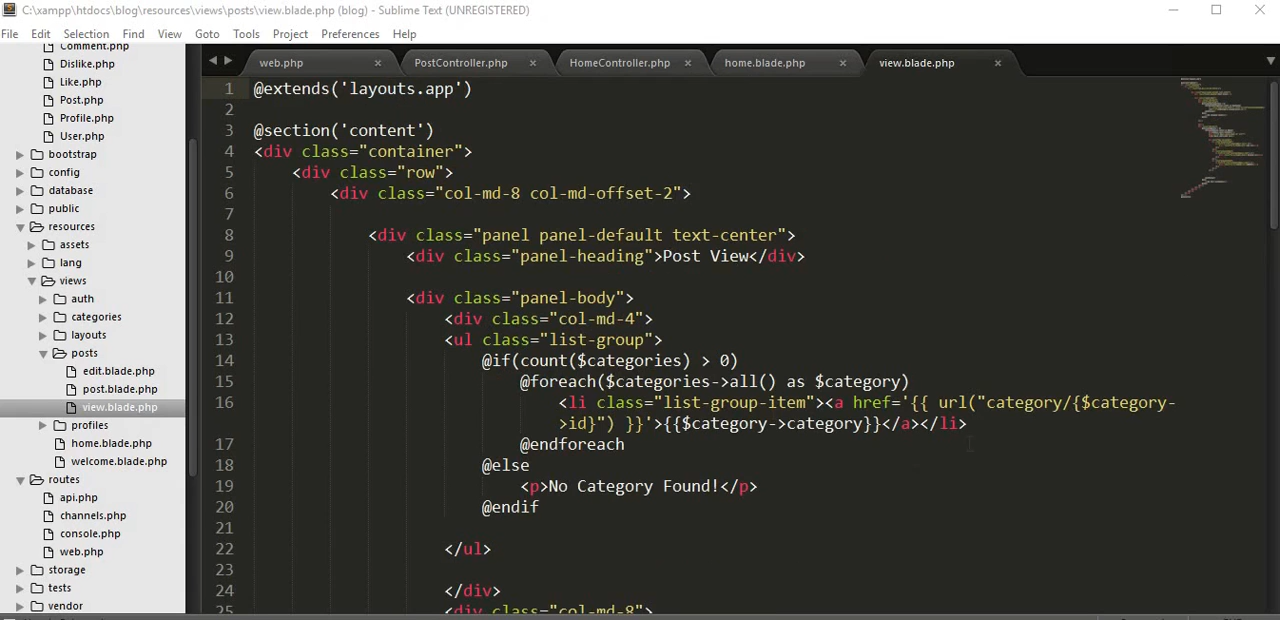 C:\xampp\htdocs\blog\resources\views\posts\view.blade.php (blog) - Sublime Text (UNREGISTERED)
File Edit Selection Find View Goto Tools Project Preferences Help
Comment.php
Dislike.php
Like.php
Post.php
Profile.php
User.php
bootstrap
config
database
public
resources
assets
lang
views
auth
categories
layouts
posts
edit.blade.php
post.blade.php
view.blade.php
profiles
home.blade.php
welcome.blade.php
routes
api.php
channels.php
console.php
web.php
storage
tests
vendor
web.php × PostController.php × HomeController.php × home.blade.php × view.blade.php ×
1 @extends('layouts.app')
2
3 @section('content')
4 <div class="container">
5 <div class="row">
6 <div class="col-md-8 col-md-offset-2">
7
8 <div class="panel panel-default text-center">
9 <div class="panel-heading">Post View</div>
10
11 <div class="panel-body">
12 <div class="col-md-4">
13 <ul class="list-group">
14 @if(count($categories) > 0)
15 @foreach($categories->all() as $category)
16 <li class="list-group-item"><a href='{{ url("category/{$category-
>id}") }}'>{{$category->category}}</a></li>
17 @endforeach
18 @else
19 <p>No Category Found!</p>
20 @endif
21
22 </ul>
23
24 </div>
25 <div class="col-md-8">